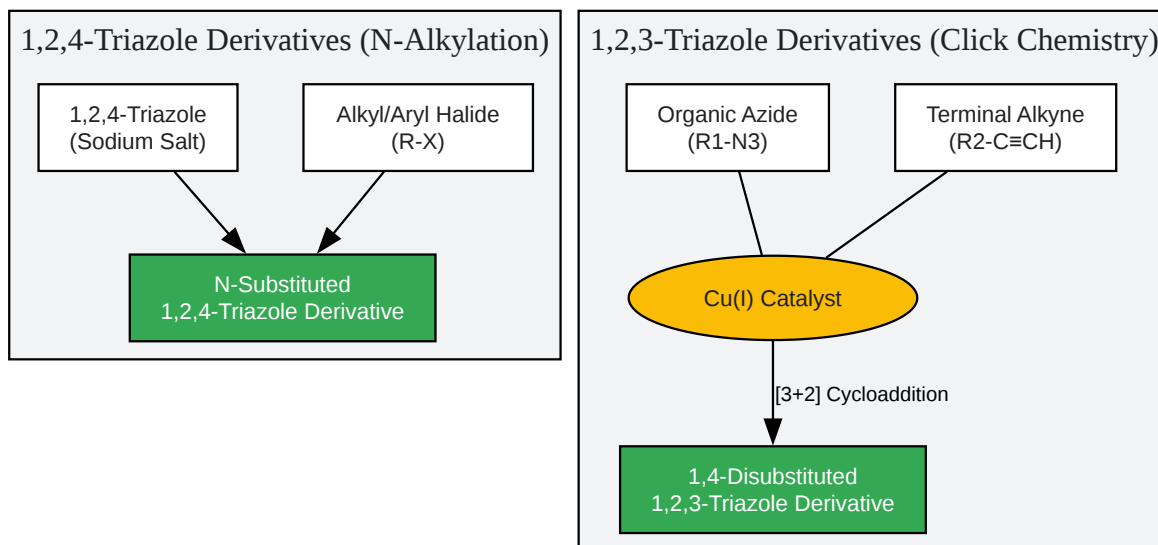 1,2,4-Triazole Derivatives (N-Alkylation)
1,2,4-Triazole
(Sodium Salt)
Alkyl/Aryl Halide
(R-X)
N-Substituted
1,2,4-Triazole Derivative
1,2,3-Triazole Derivatives (Click Chemistry)
Organic Azide
(R1-N3)
Terminal Alkyne
(R2-C≡CH)
Cu(I) Catalyst
[3+2] Cycloaddition
1,4-Disubstituted
1,2,3-Triazole Derivative